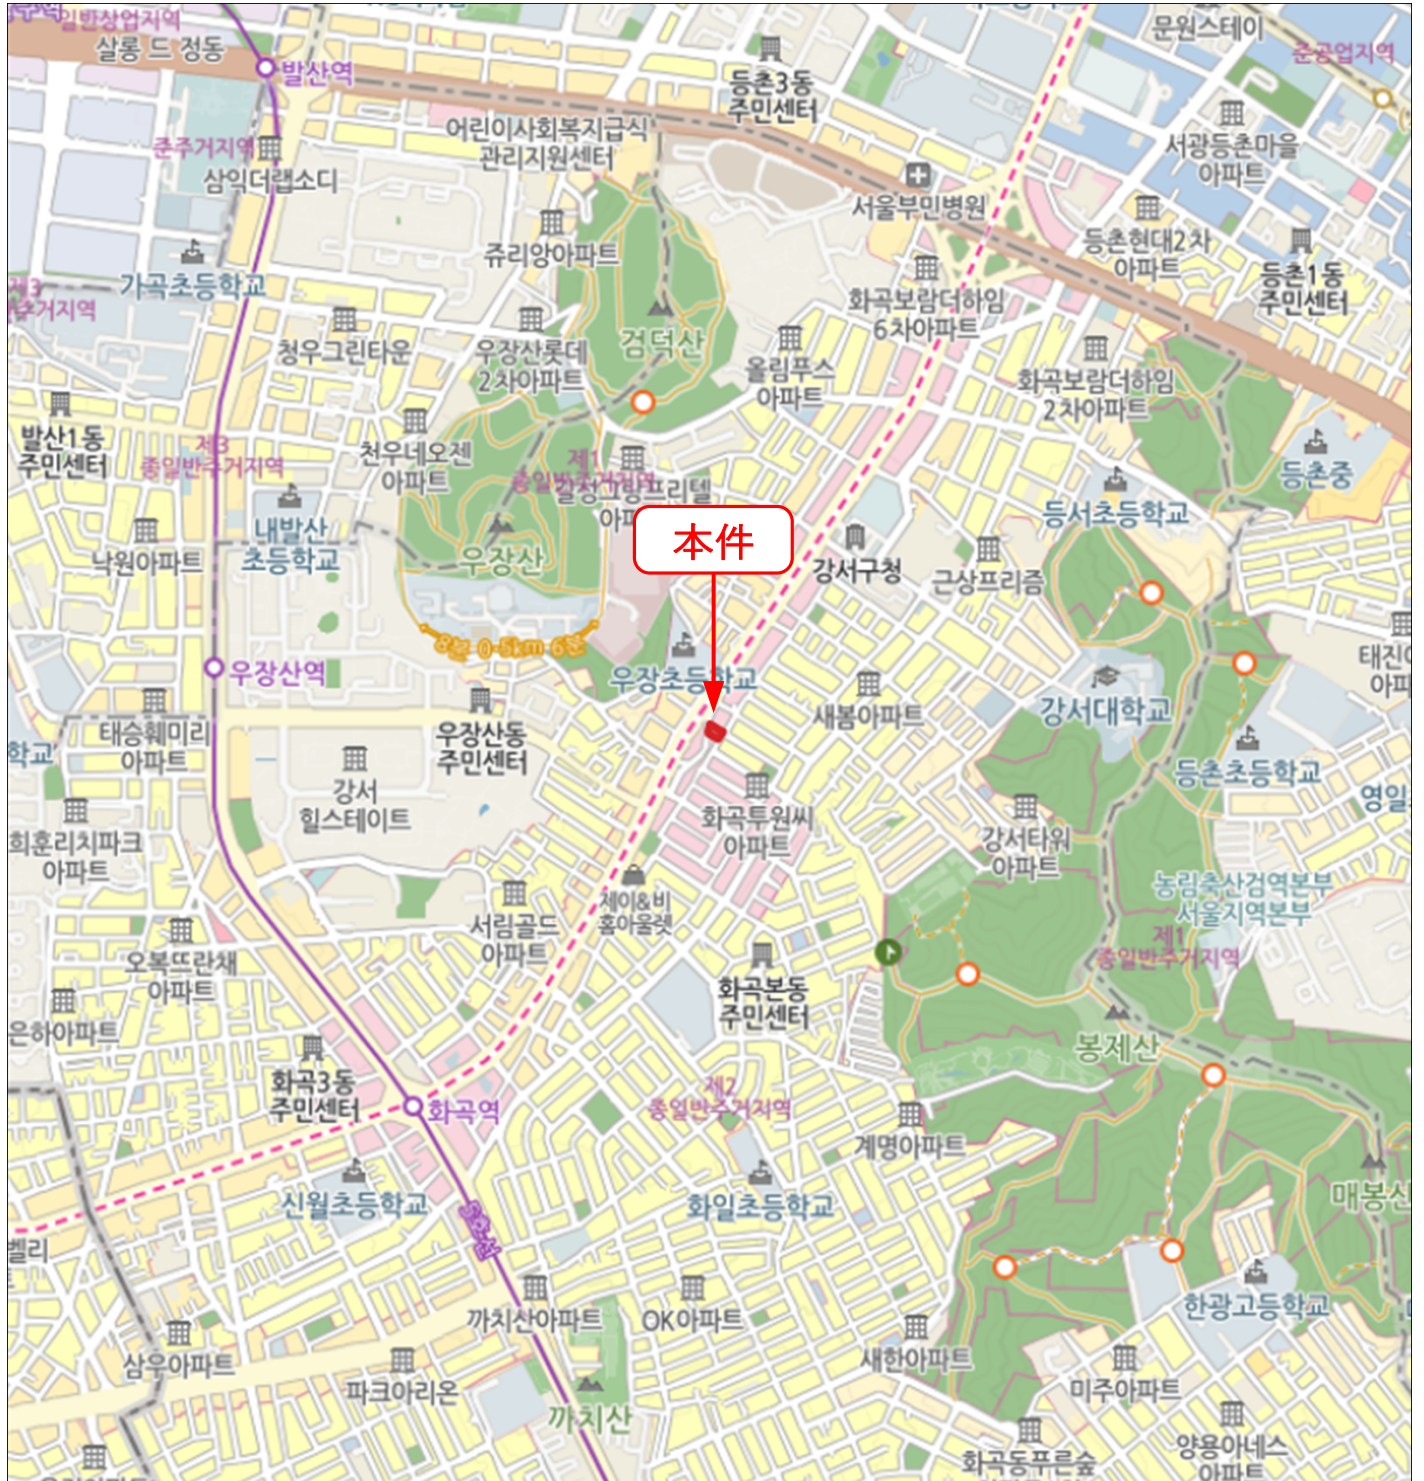 일반상업지역
살롱 드 정동
발산역
문원스테이
준공업지역
등촌3동
주민센터
어린이사회복지급식
관리지원센터
준주거지역
삼익더랩소디
서광등촌마을
아파트
서울부민병원
쥬리앙아파트
등촌현대2차
아파트
가곡초등학교
등촌1동
주민센터
제3
화곡보람더하임
6차아파트
청우그린타운
우장산롯데
2차아파트
검덕산
올림푸스
아파트
화곡보람더하임
2차아파트
발산1동
주민센터
제3
종일반주거지역
천우네오젠
아파트
제1
종일반주거지역
등촌중
내발산
초등학교
등서초등학교
낙원아파트
우장산
本件
강서구청
근상프리즘
우장초등학교
우장산역
새봄아파트
강서대학교
태승훼미리
아파트
우장산동
주민센터
학교
등촌초등학교
강서
힐스테이트
희훈리치파크
아파트
화곡투원씨
아파트
강서타워
아파트
영일
제이&비
홈아울렛
서림골드
아파트
농림축산검역본부
서울지역본부
제1
종일반주거지역
오복뜨란채
아파트
화곡본동
주민센터
은하아파트
봉제산
화곡3동
주민센터
화곡역
제2
종일반주거지역
계명아파트
신월초등학교
화일초등학교
매봉산
벨리
5호선
까치산아파트
OK아파트
한광고등학교
삼우아파트
파크아리온
새한아파트
미주아파트
까치산
화곡동푸른숲
양용아네스
아파트